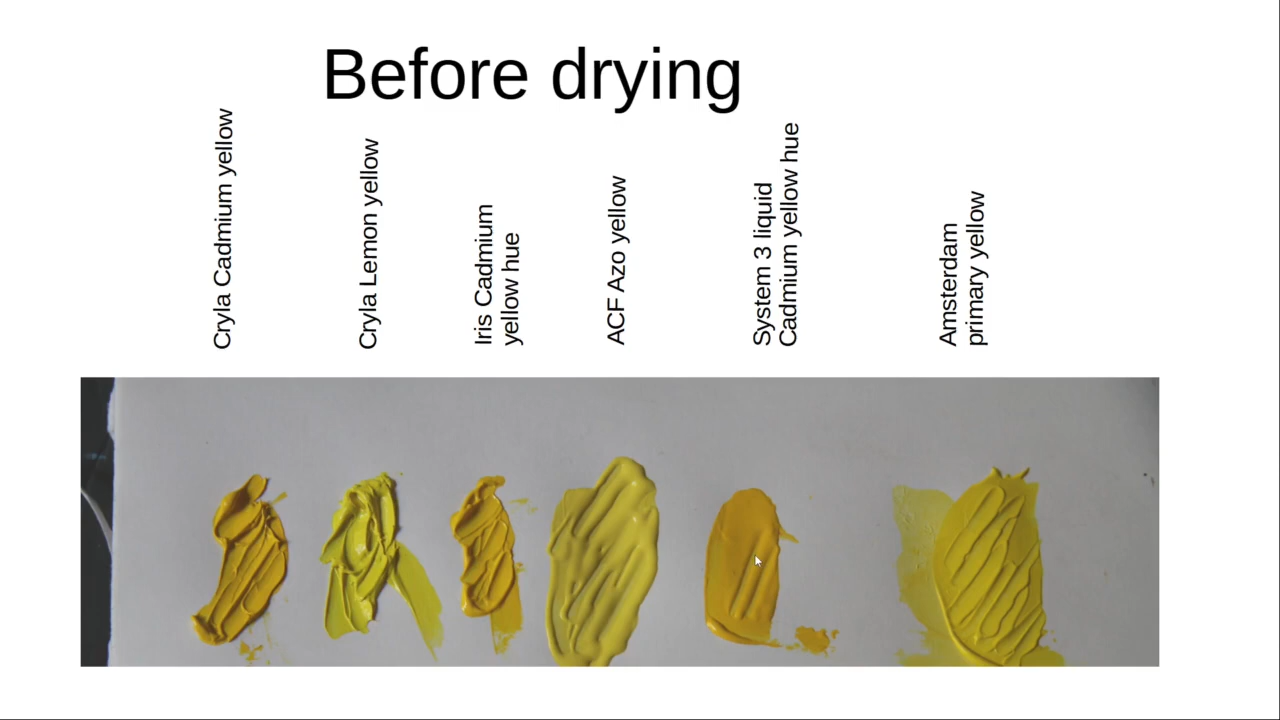 Before drying
Cryla Cadmium yellow
Cryla Lemon yellow
Iris Cadmium
yellow hue
ACF Azo yellow
System 3 liquid
Cadmium yellow hue
Amsterdam
primary yellow